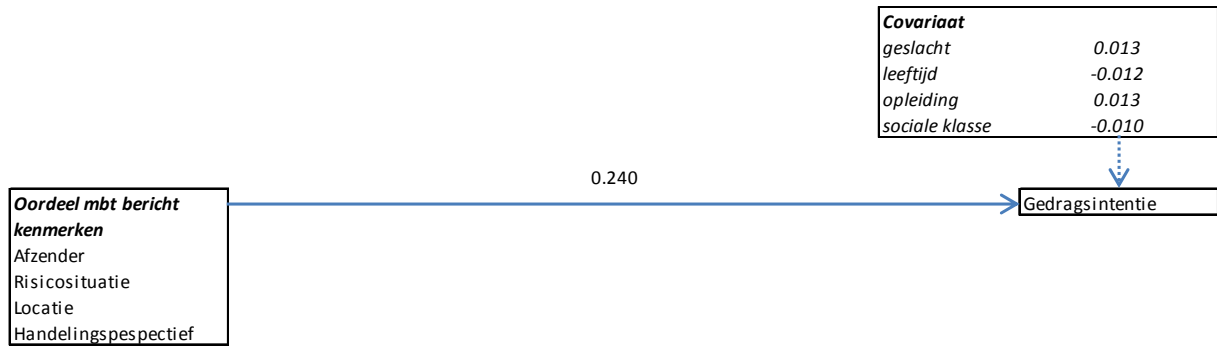 Covariaat
geslacht 0.013
leeftijd -0.012
opleiding 0.013
sociale klasse -0.010
0.240
Oordeel mbt bericht
kenmerken
Afzender
Risicosituatie
Locatie
Handelingspespectief
Gedragsintentie